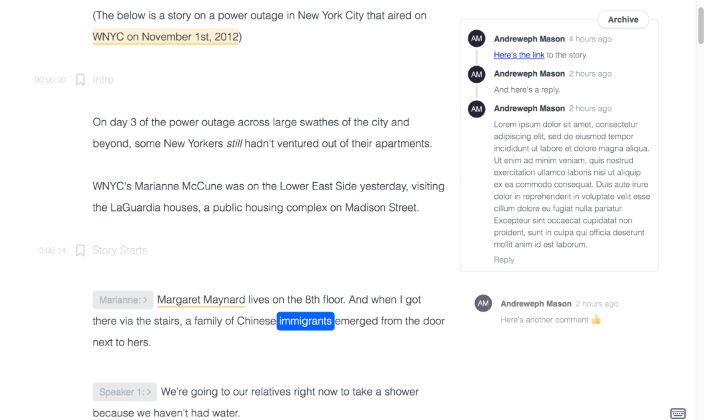 (The below is a story on a power outage in New York City that aired on
WNYC on November 1st, 2012)
00:00:00 Intro
On day 3 of the power outage across large swathes of the city and
beyond, some New Yorkers still hadn't ventured out of their apartments.
WNYC's Marianne McCune was on the Lower East Side yesterday, visiting
the LaGuardia houses, a public housing complex on Madison Street.
0:00:14 Story Starts
Marianne: > Margaret Maynard lives on the 8th floor. And when I got
there via the stairs, a family of Chinese immigrants emerged from the door
next to hers.
Speaker 1: > We're going to our relatives right now to take a shower
because we haven't had water.
Archive
AM Andreweph Mason 4 hours ago
Here's the link to the story.
AM Andreweph Mason 2 hours ago
And here's a reply.
AM Andreweph Mason 2 hours ago
Lorem ipsum dolor sit amet, consectetur
adipiscing elit, sed do eiusmod tempor
incididunt ut labore et dolore magna aliqua.
Ut enim ad minim veniam, quis nostrud
exercitation ullamco laboris nisi ut aliquip
ex ea commodo consequat. Duis aute irure
dolor in reprehenderit in voluptate velit esse
cillum dolore eu fugiat nulla pariatur.
Excepteur sint occaecat cupidatat non
proident, sunt in culpa qui officia deserunt
mollit anim id est laborum.
Reply
AM Andreweph Mason 2 hours ago
Here's another comment 👍